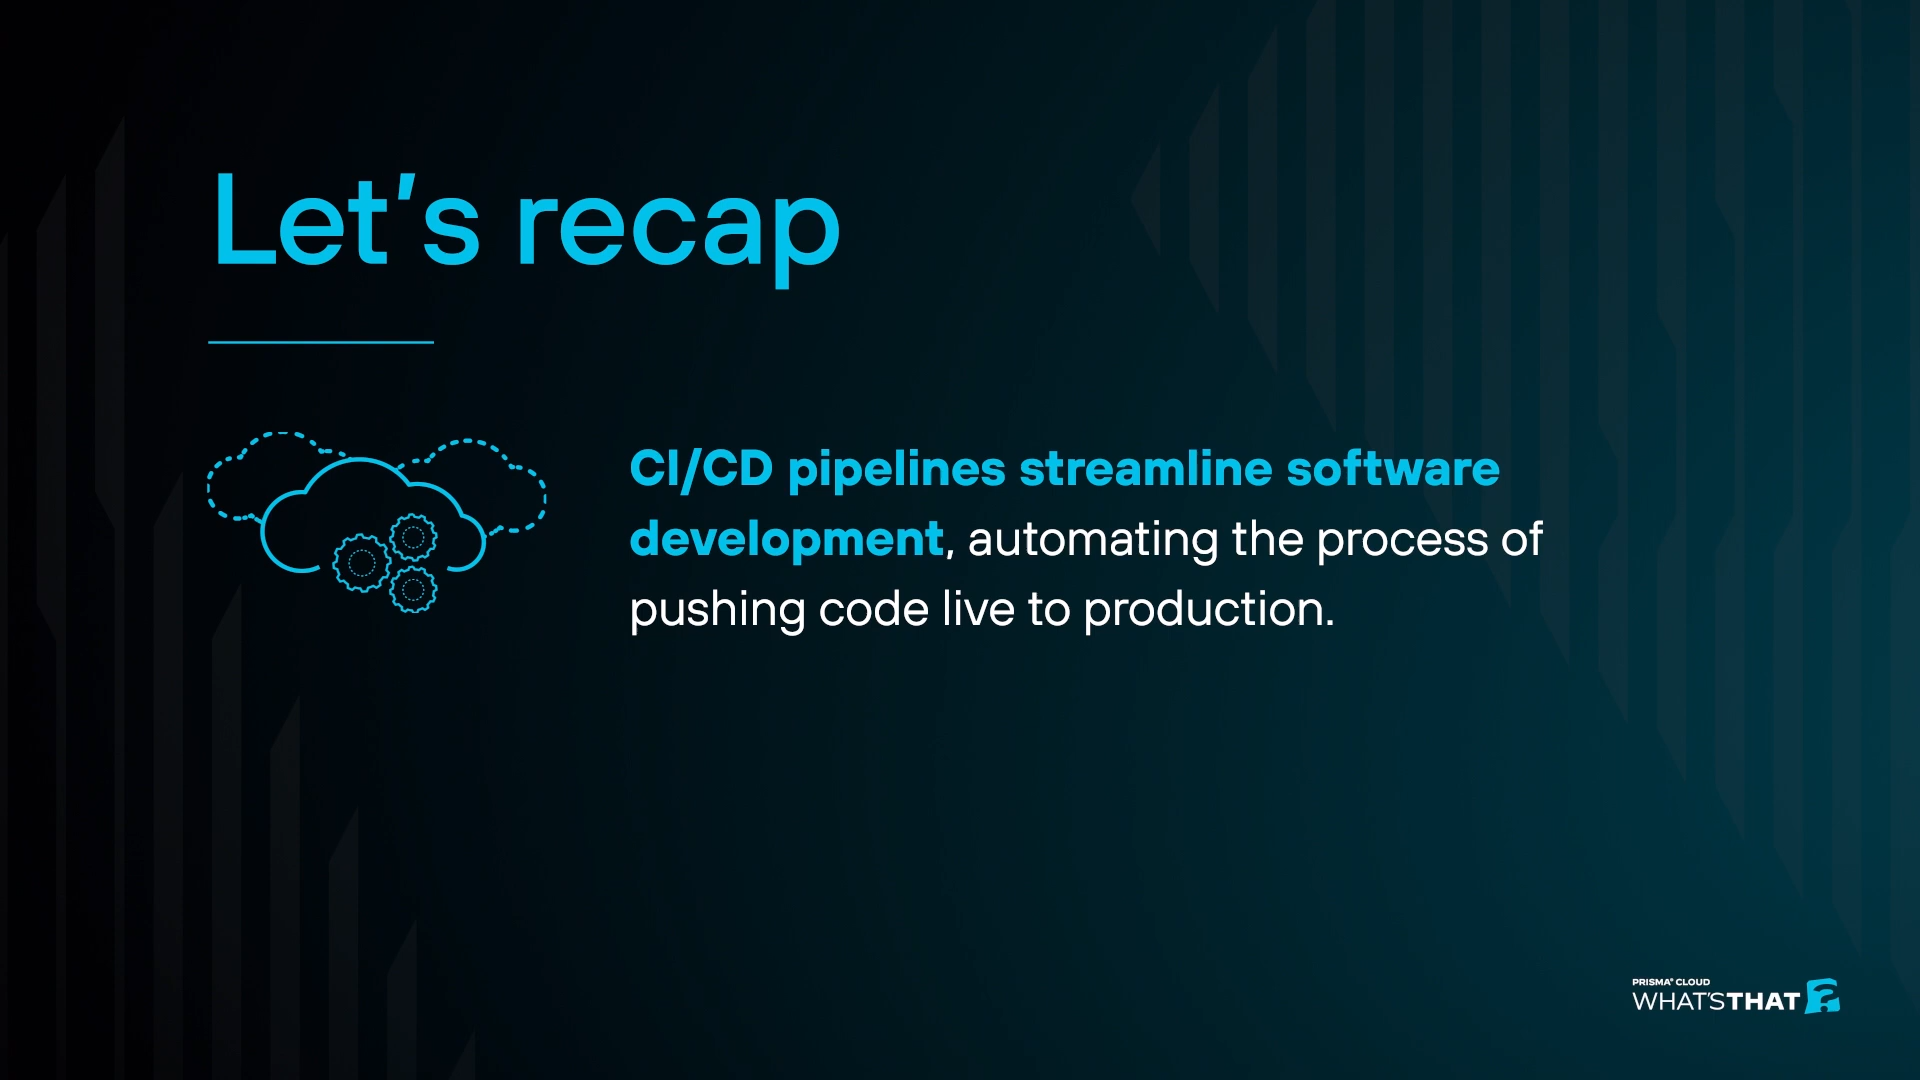 Let's recap
CI/CD pipelines streamline software
development, automating the process of
pushing code live to production.
PRISMA® CLOUD
WHAT'STHAT?